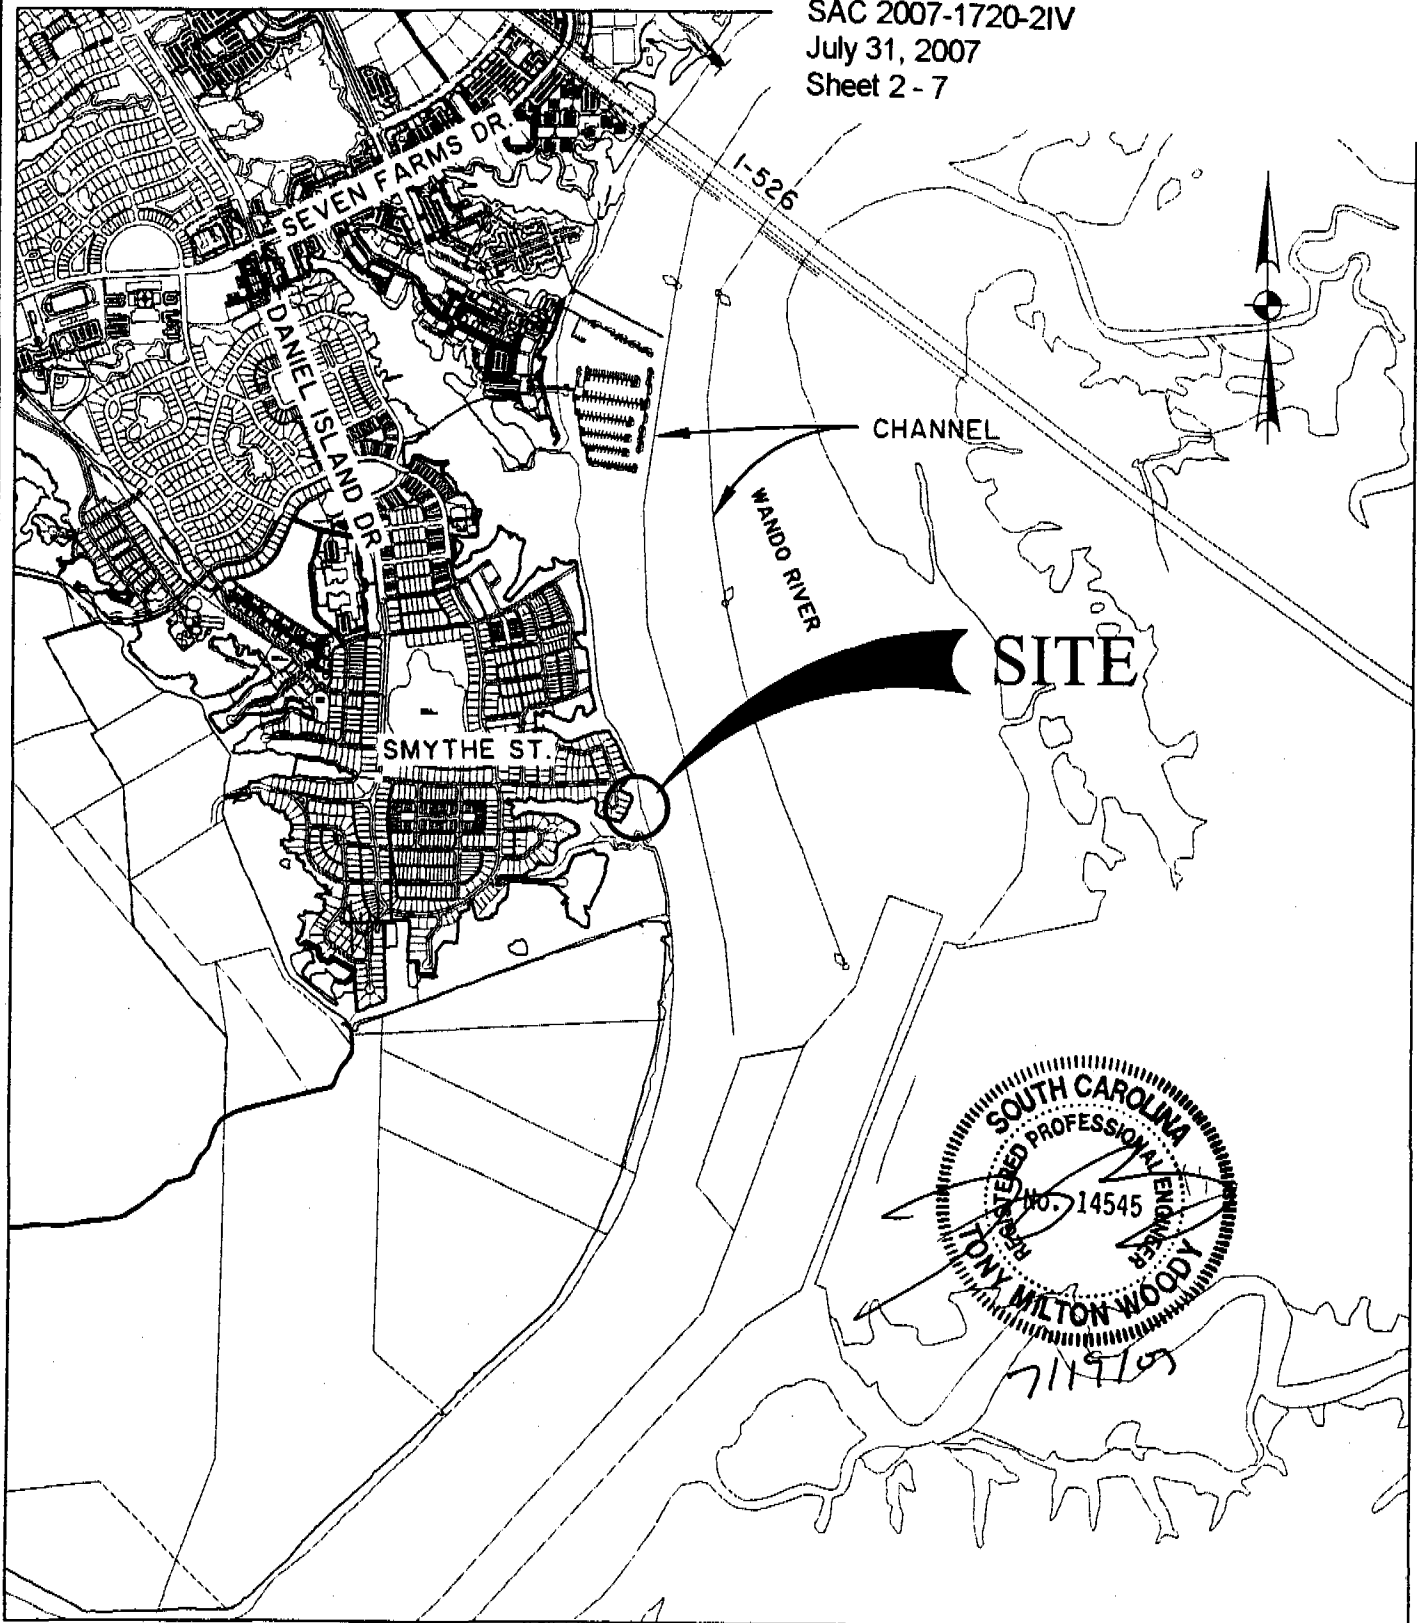 SAC 2007-1720-2IV
July 31, 2007
Sheet 2 - 7
I-526
SEVEN FARMS DR.
DANIEL ISLAND DR
CHANNEL
WANDO RIVER
SITE
SMYTHE ST.
SOUTH CAROLINA
REGISTERED PROFESSIONAL ENGINEER
No. 14545
TONY MILTON WOODY